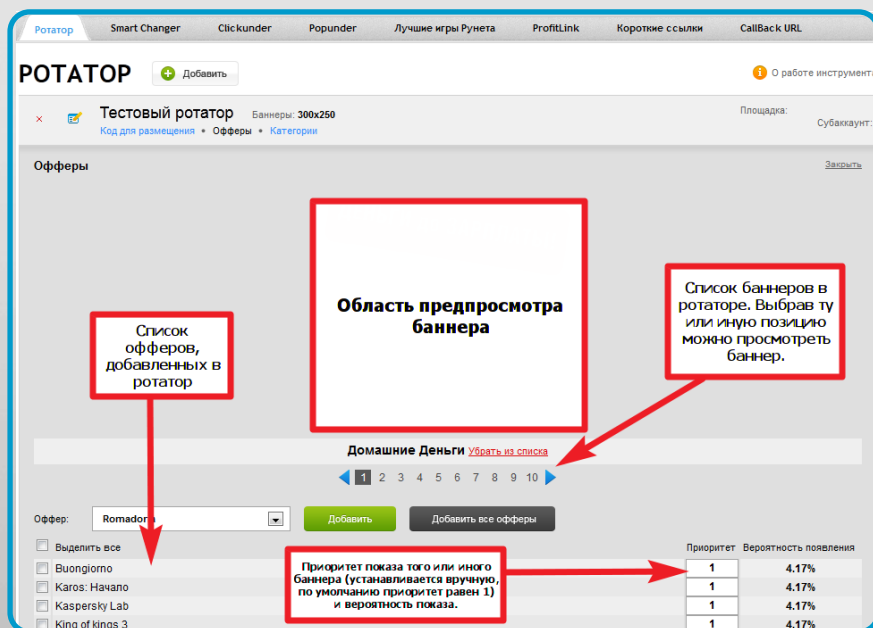 Ротатор Smart Changer Clickunder Popunder Лучшие игры Рунета ProfitLink Короткие ссылки CallBack URL
РОТАТОР Добавить О работе инструмента
Тестовый ротатор Баннеры: 300x250 Площадка:
Код для размещения • Офферы • Категории Субаккаунт:
Офферы Закрыть
Область предпросмотра
баннера
Список баннеров в
ротаторе. Выбрав ту
или иную позицию
можно просмотреть
баннер.
Список
офферов,
добавленных в
ротатор
Домашние Деньги Убрать из списка
1 2 3 4 5 6 7 8 9 10
Оффер: Romadoria Добавить Добавить все офферы
Выделить все Приоритет Вероятность появления
Приоритет показа того или иного
баннера (устанавливается вручную,
по умолчанию приоритет равен 1)
и вероятность показа.
Buongiorno 1 4.17%
Karos: Начало 1 4.17%
Kaspersky Lab 1 4.17%
King of kings 3 1 4.17%